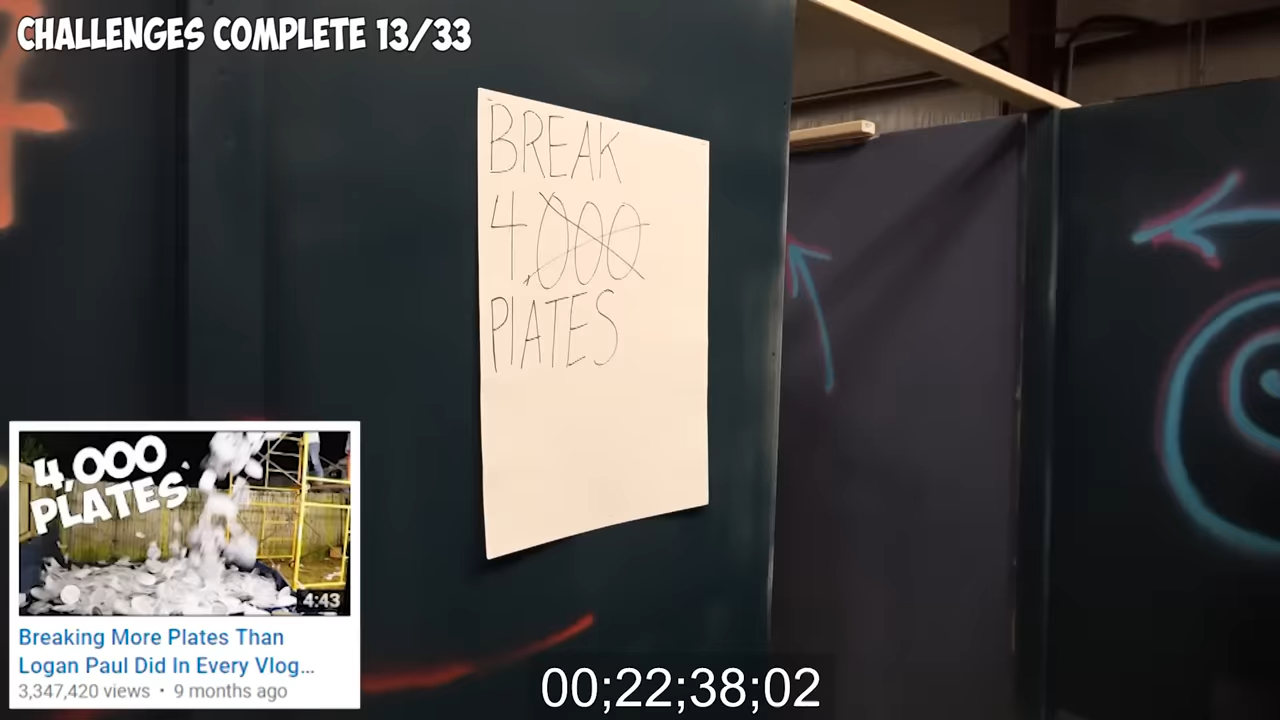 CHALLENGES COMPLETE 13/33
BREAK
4,000
PLATES
4,000
PLATES
4:43
Breaking More Plates Than
Logan Paul Did In Every Vlog...
3,347,420 views • 9 months ago
00;22;38;02